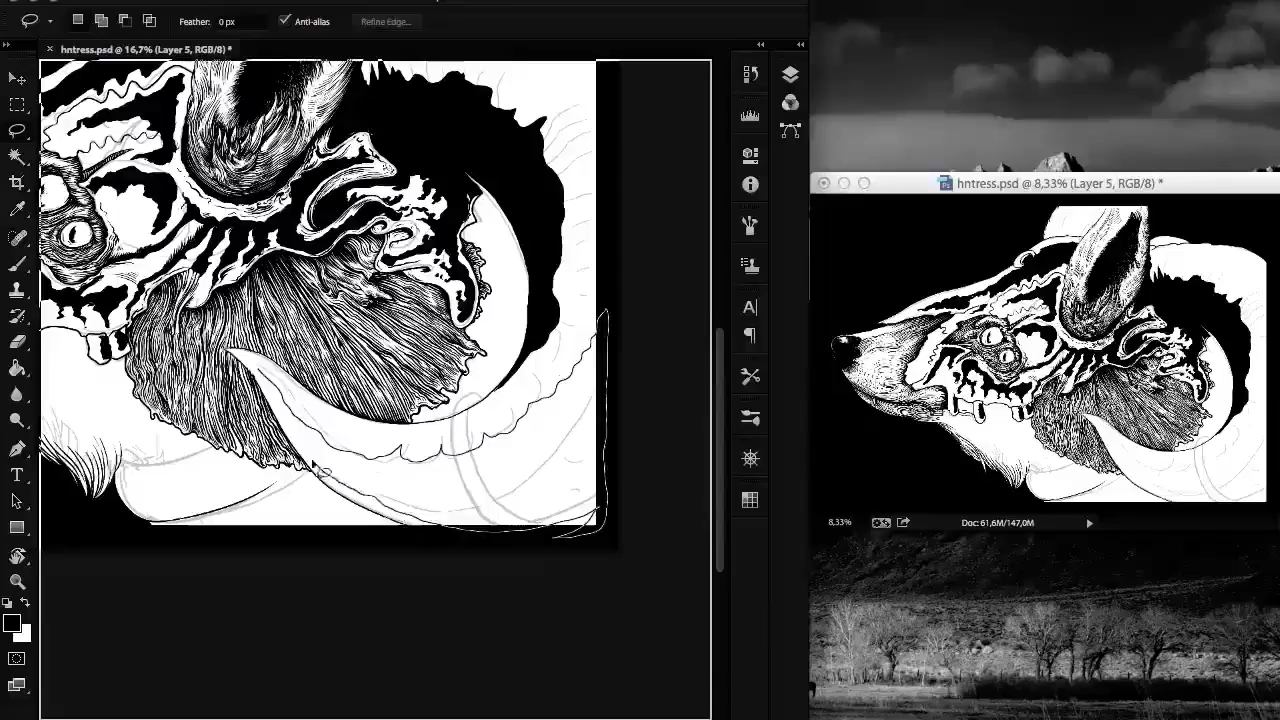 Feather: 0 px Anti-alias Refine Edge...
hntress.psd @ 16,7% (Layer 5, RGB/8) *
hntress.psd @ 8,33% (Layer 5, RGB/8) *
8,33% Doc: 61,6M/147,0M